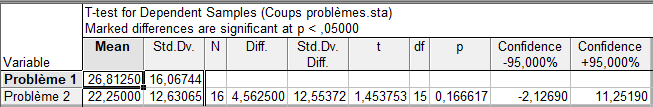 T-test for Dependent Samples (Coups problèmes.sta)
Marked differences are significant at p < ,05000
Variable Mean Std.Dv. N Diff. Std.Dv. Diff. t df p Confidence -95,000% Confidence +95,000%
Problème 1 26,81250 16,06744
Problème 2 22,25000 12,63065 16 4,562500 12,55372 1,453753 15 0,166617 -2,12690 11,25190